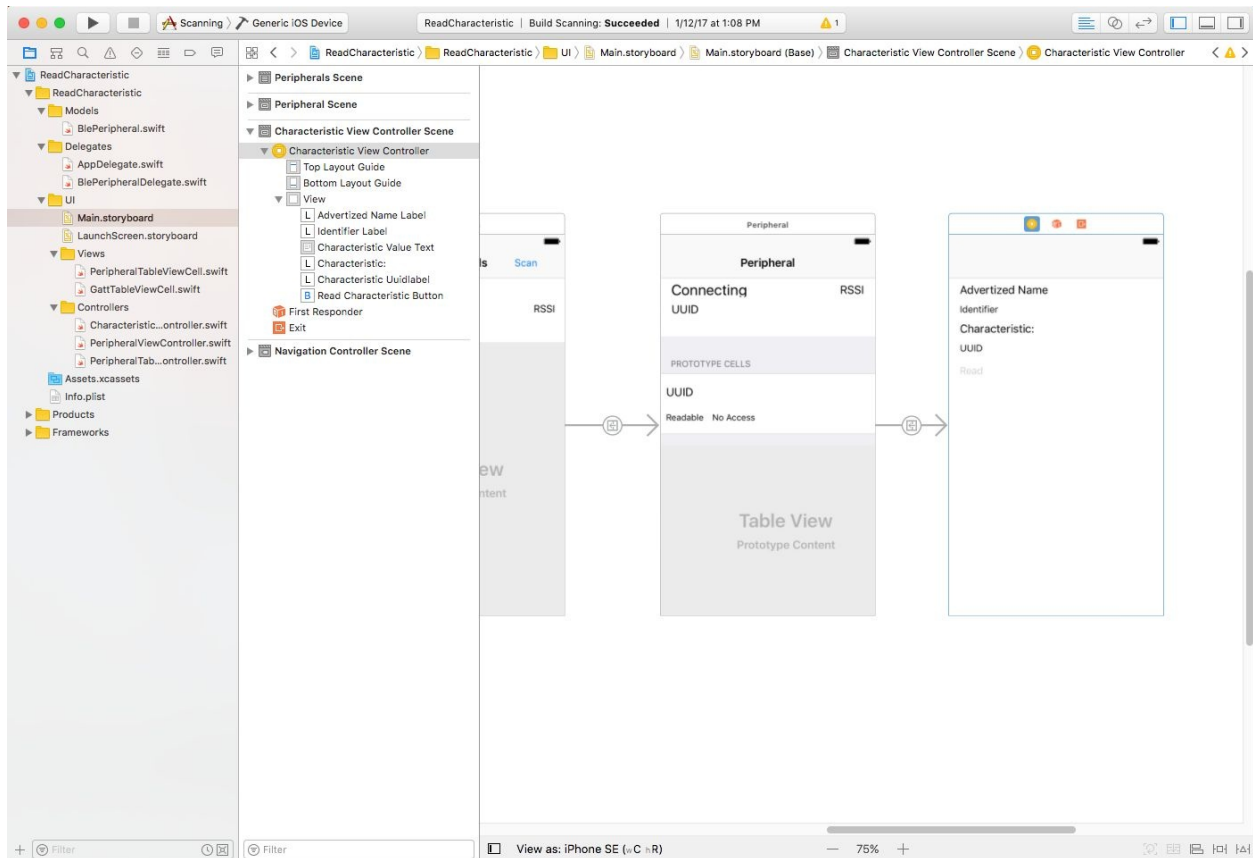 Scanning Generic iOS Device
ReadCharacteristic | Build Scanning: Succeeded | 1/12/17 at 1:08 PM
1
ReadCharacteristic ReadCharacteristic UI Main.storyboard Main.storyboard (Base) Characteristic View Controller Scene Characteristic View Controller
ReadCharacteristic
ReadCharacteristic
Models
BlePeripheral.swift
Delegates
AppDelegate.swift
BlePeripheralDelegate.swift
UI
Main.storyboard
LaunchScreen.storyboard
Views
PeripheralTableViewCell.swift
GattTableViewCell.swift
Controllers
Characteristic...ontroller.swift
PeripheralViewController.swift
PeripheralTab...ontroller.swift
Assets.xcassets
Info.plist
Products
Frameworks
Filter
Peripherals Scene
Peripheral Scene
Characteristic View Controller Scene
Characteristic View Controller
Top Layout Guide
Bottom Layout Guide
View
L Advertized Name Label
L Identifier Label
Characteristic Value Text
L Characteristic:
L Characteristic Uuidlabel
B Read Characteristic Button
First Responder
Exit
Navigation Controller Scene
Filter
ls Scan
RSSI
ew
ntent
Peripheral
Peripheral
Connecting RSSI
UUID
PROTOTYPE CELLS
UUID
Readable No Access
Table View
Prototype Content
Advertized Name
Identifier
Characteristic:
UUID
Read
View as: iPhone SE (wC hR)
— 75% +